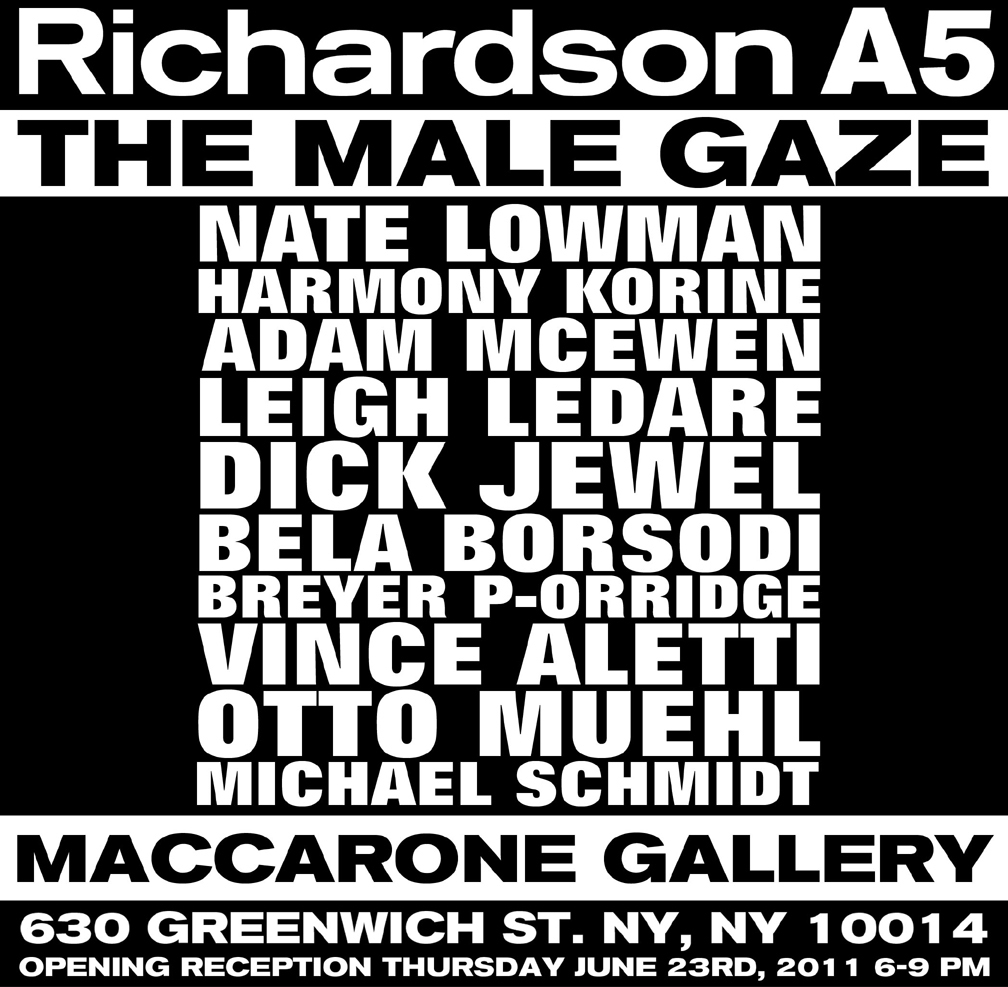 Richardson A5
THE MALE GAZE
NATE LOWMAN
HARMONY KORINE
ADAM MCEWEN
LEIGH LEDARE
DICK JEWEL
BELA BORSODI
BREYER P-ORRIDGE
VINCE ALETTI
OTTO MUEHL
MICHAEL SCHMIDT
MACCARONE GALLERY
630 GREENWICH ST. NY, NY 10014
OPENING RECEPTION THURSDAY JUNE 23RD, 2011 6-9 PM